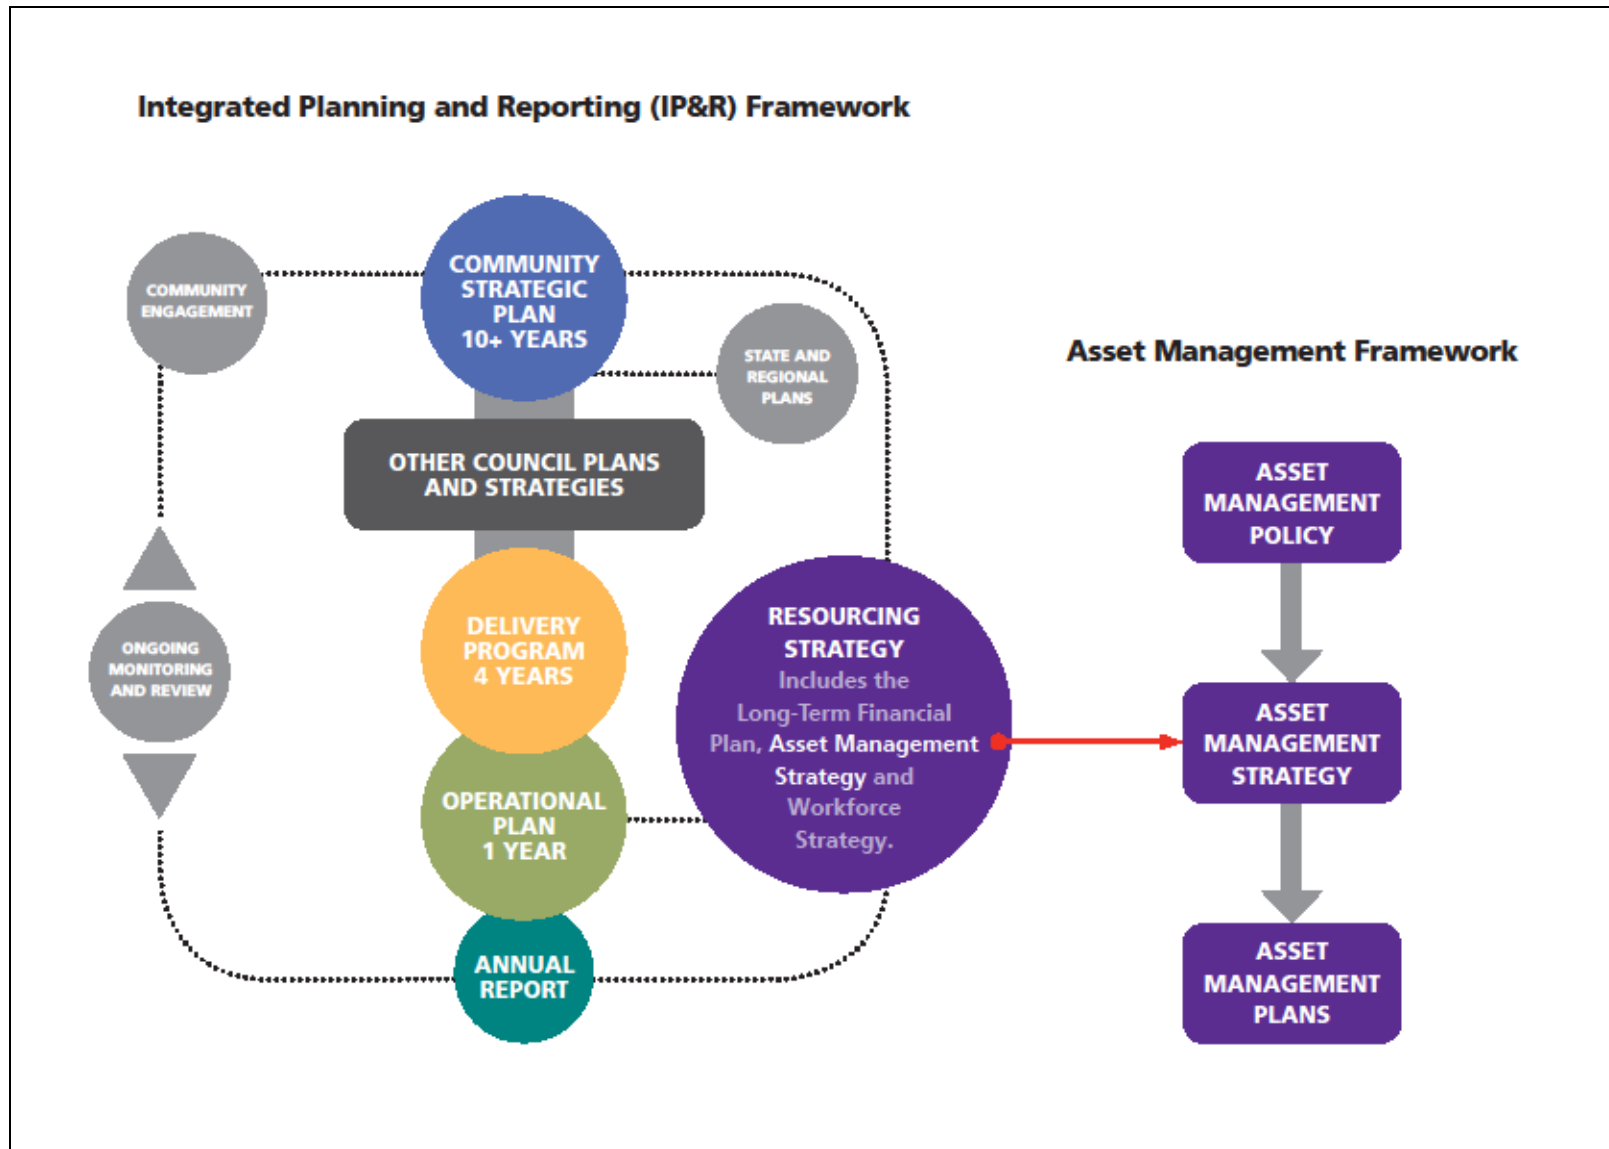 Integrated Planning and Reporting (IP&R) Framework
COMMUNITY
STRATEGIC
PLAN
10+ YEARS
COMMUNITY
ENGAGEMENT
STATE AND
REGIONAL
PLANS
OTHER COUNCIL PLANS
AND STRATEGIES
ONGOING
MONITORING
AND REVIEW
DELIVERY
PROGRAM
4 YEARS
RESOURCING
STRATEGY
Includes the
Long-Term Financial
Plan, Asset Management
Strategy and
Workforce
Strategy.
OPERATIONAL
PLAN
1 YEAR
ANNUAL
REPORT
Asset Management Framework
ASSET
MANAGEMENT
POLICY
ASSET
MANAGEMENT
STRATEGY
ASSET
MANAGEMENT
PLANS